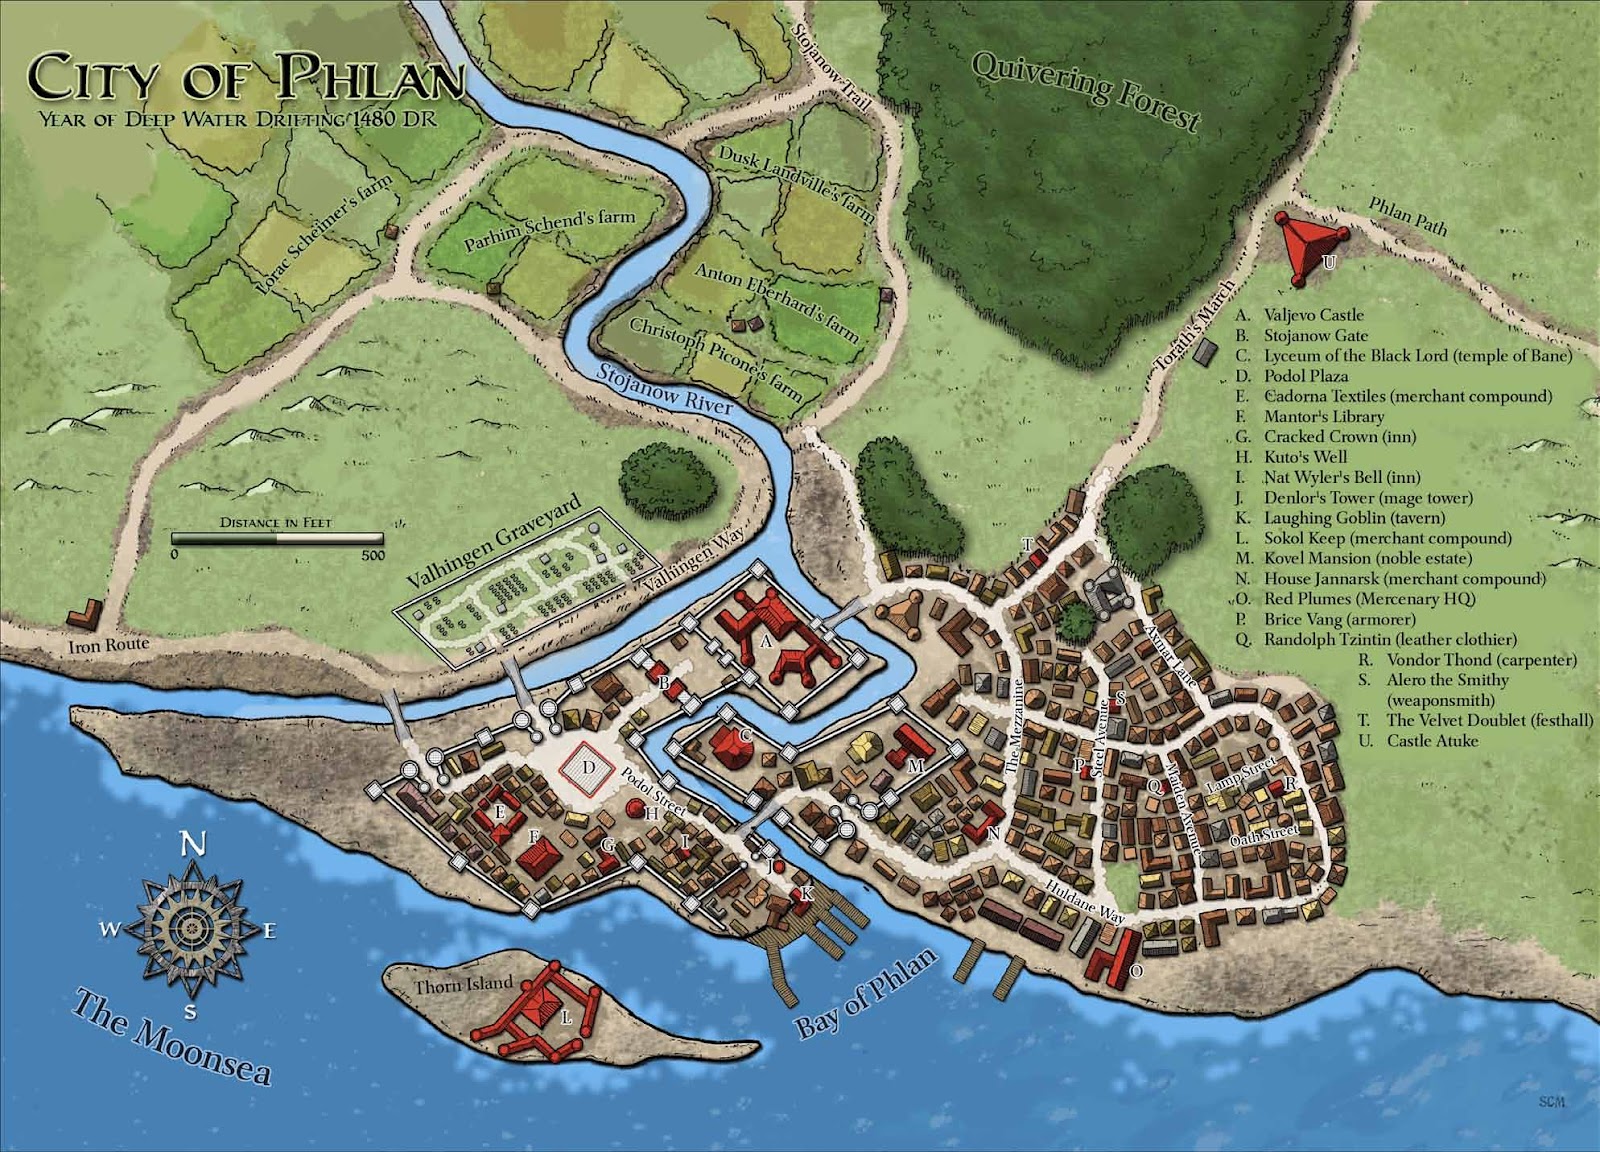 City of Phlan
Year of Deep Water Drifting 1480 DR
Stojanow Trail
Quivering Forest
Dusk Landville's farm
Lorac Scheimer's farm
Parhim Schend's farm
Phlan Path
Anton Eberhard's farm
U
Torath's March
Christoph Picone's farm
Stojanow River
A. Valjevo Castle
B. Stojanow Gate
C. Lyceum of the Black Lord (temple of Bane)
D. Podol Plaza
E. Cadorna Textiles (merchant compound)
F. Mantor's Library
G. Cracked Crown (inn)
H. Kuto's Well
I. Nat Wyler's Bell (inn)
J. Denlor's Tower (mage tower)
K. Laughing Goblin (tavern)
L. Sokol Keep (merchant compound)
M. Kovel Mansion (noble estate)
N. House Jannarsk (merchant compound)
O. Red Plumes (Mercenary HQ)
P. Brice Vang (armorer)
Q. Randolph Tzintin (leather clothier)
R. Vondor Thond (carpenter)
S. Alero the Smithy
(weaponsmith)
T. The Velvet Doublet (festhall)
U. Castle Atuke
Distance in Feet
0
500
Valhingen Graveyard
Valhingen Way
T
Iron Route
A
B
Axmar Lane
The Mezzanine
Steel Avenue
S
C
D
M
P
Q
Maiden Avenue
Lamp Street
R
Podol Street
E
H
F
G
I
N
Oath Street
J
K
Huldane Way
O
N
W
E
S
The Moonsea
Thorn Island
L
Bay of Phlan
SCM